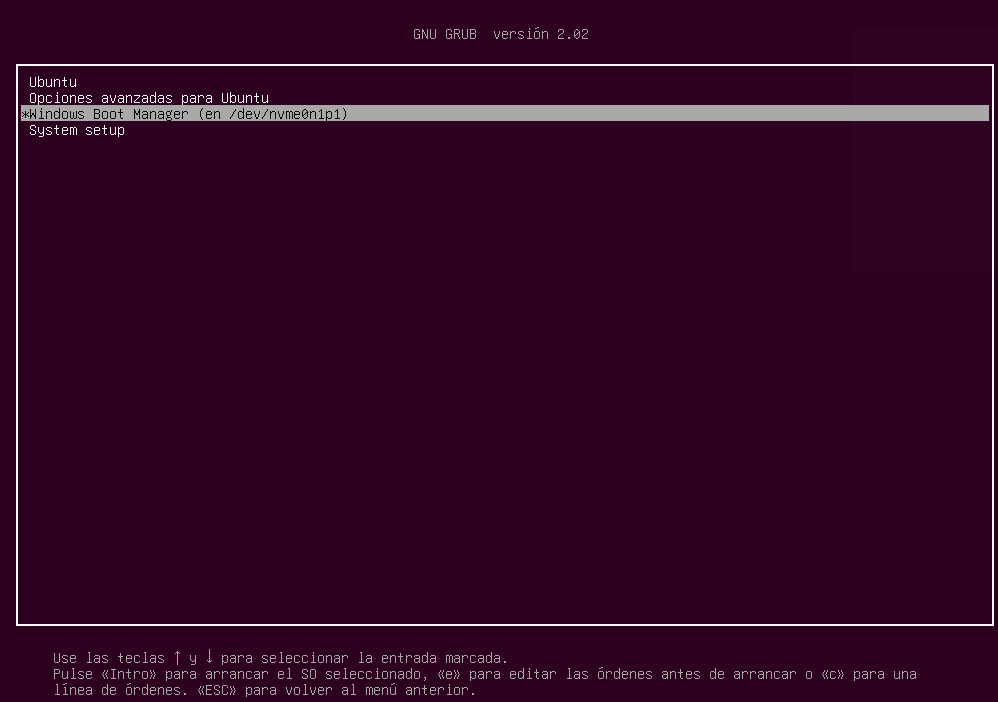 GNU GRUB  versión 2.02
Ubuntu
Opciones avanzadas para Ubuntu
*Windows Boot Manager (en /dev/nvme0n1p1)
System setup
Use las teclas ↑ y ↓ para seleccionar la entrada marcada.
Pulse «Intro» para arrancar el SO seleccionado, «e» para editar las órdenes antes de arrancar o «c» para una
línea de órdenes. «ESC» para volver al menú anterior.